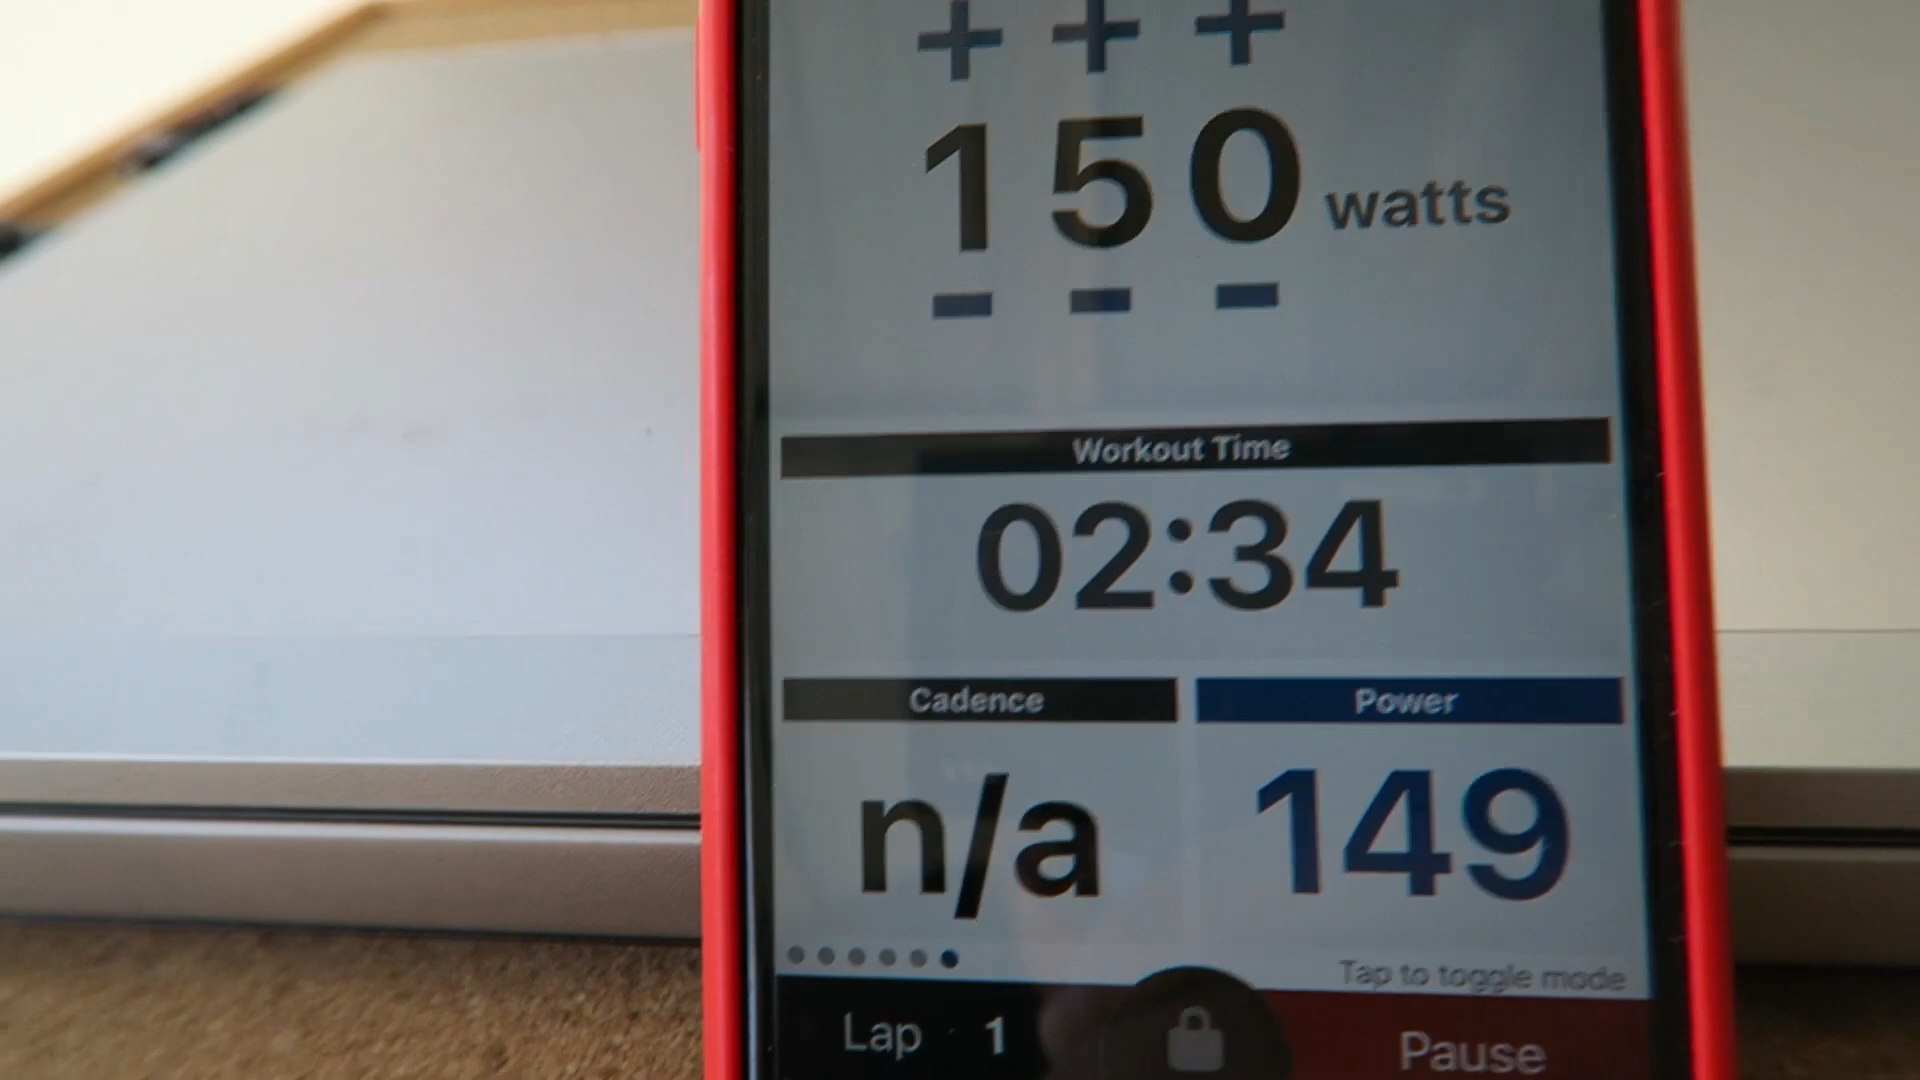 + + +
150 watts
- - -
Workout Time
02:34
Cadence
Power
n/a
149
Tap to toggle mode
Lap 1
Pause